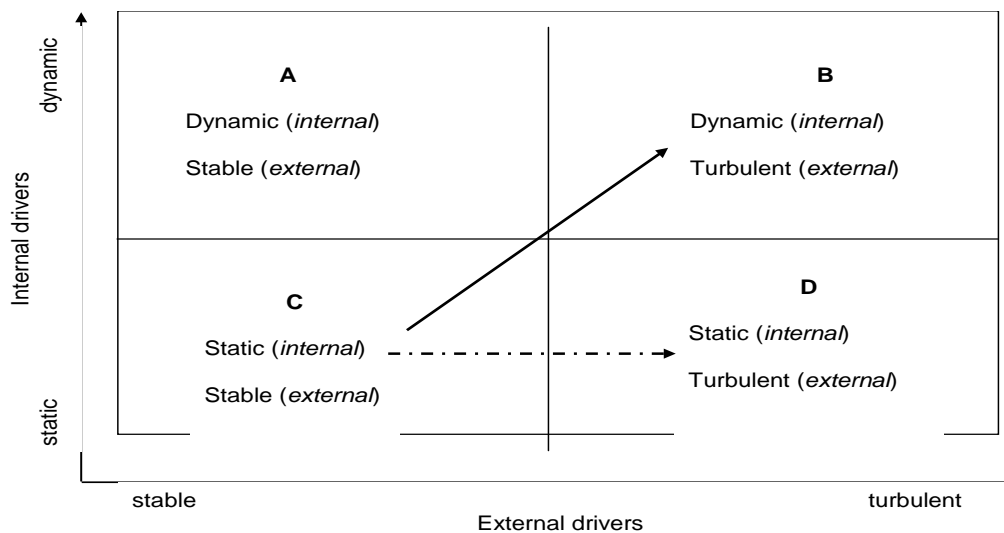 dynamic
Internal drivers
static
A
Dynamic (internal)
Stable (external)
B
Dynamic (internal)
Turbulent (external)
C
Static (internal)
Stable (external)
D
Static (internal)
Turbulent (external)
stable
turbulent
External drivers